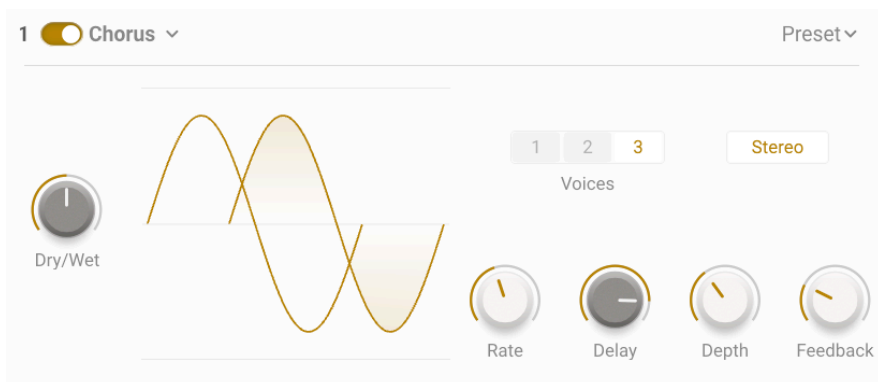 1 Chorus
Preset
1 2 3
Stereo
Voices
Dry/Wet
Rate
Delay
Depth
Feedback